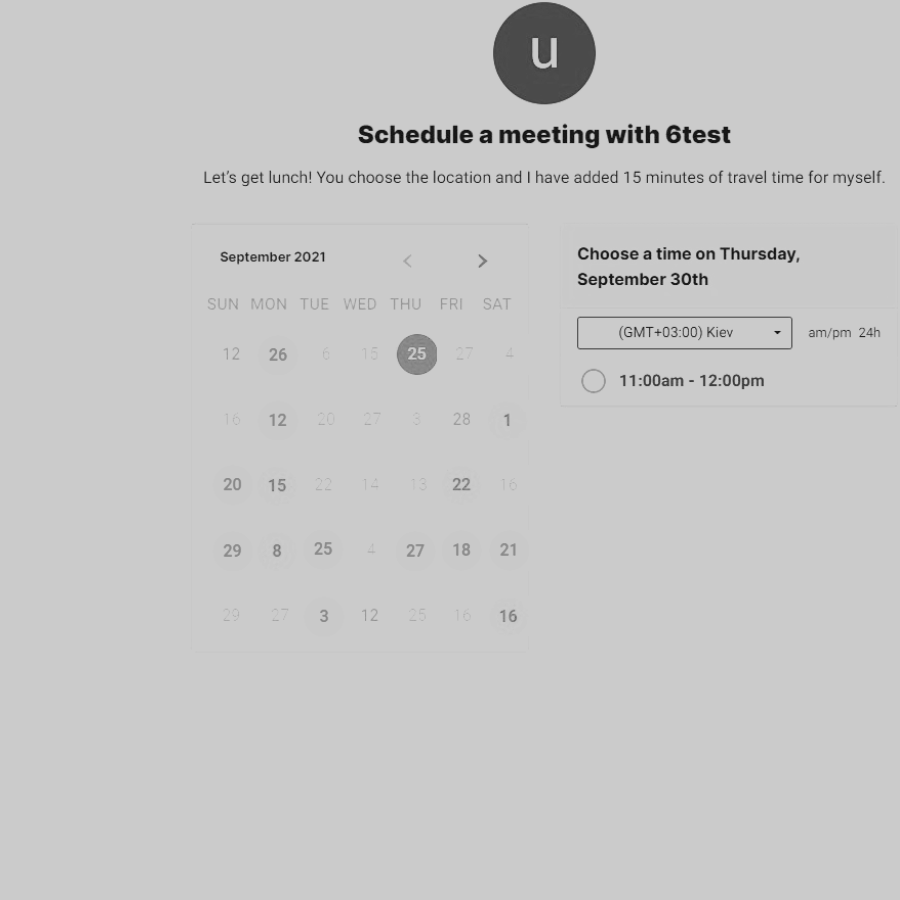 u
Schedule a meeting with 6test
Let's get lunch! You choose the location and I have added 15 minutes of travel time for myself.
September 2021
SUN MON TUE WED THU FRI SAT
12 26 6 15 25 27 4
16 12 20 27 3 28 1
20 15 22 14 13 22 16
29 8 25 4 27 18 21
29 27 3 12 25 16 16
Choose a time on Thursday,
September 30th
(GMT+03:00) Kiev am/pm 24h
11:00am - 12:00pm